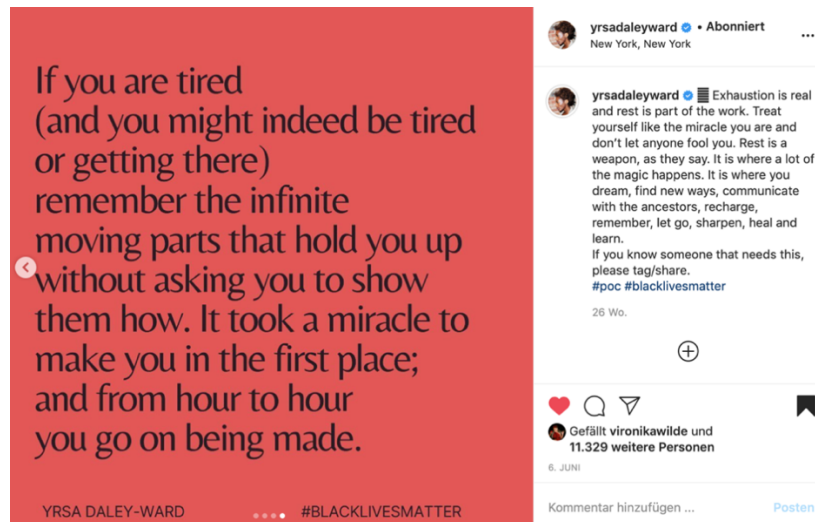 If you are tired
(and you might indeed be tired
or getting there)
remember the infinite
moving parts that hold you up
without asking you to show
them how. It took a miracle to
make you in the first place;
and from hour to hour
you go on being made.
YRSA DALEY-WARD
#BLACKLIVESMATTER
yrsadaleyward • Abonniert
New York, New York
yrsadaleyward Exhaustion is real
and rest is part of the work. Treat
yourself like the miracle you are and
don't let anyone fool you. Rest is a
weapon, as they say. It is where a lot of
the magic happens. It is where you
dream, find new ways, communicate
with the ancestors, recharge,
remember, let go, sharpen, heal and
learn.
If you know someone that needs this,
please tag/share.
#poc #blacklivesmatter
26 Wo.
Gefällt vironikawilde und
11.329 weitere Personen
6. JUNI
Kommentar hinzufügen ...
Posten